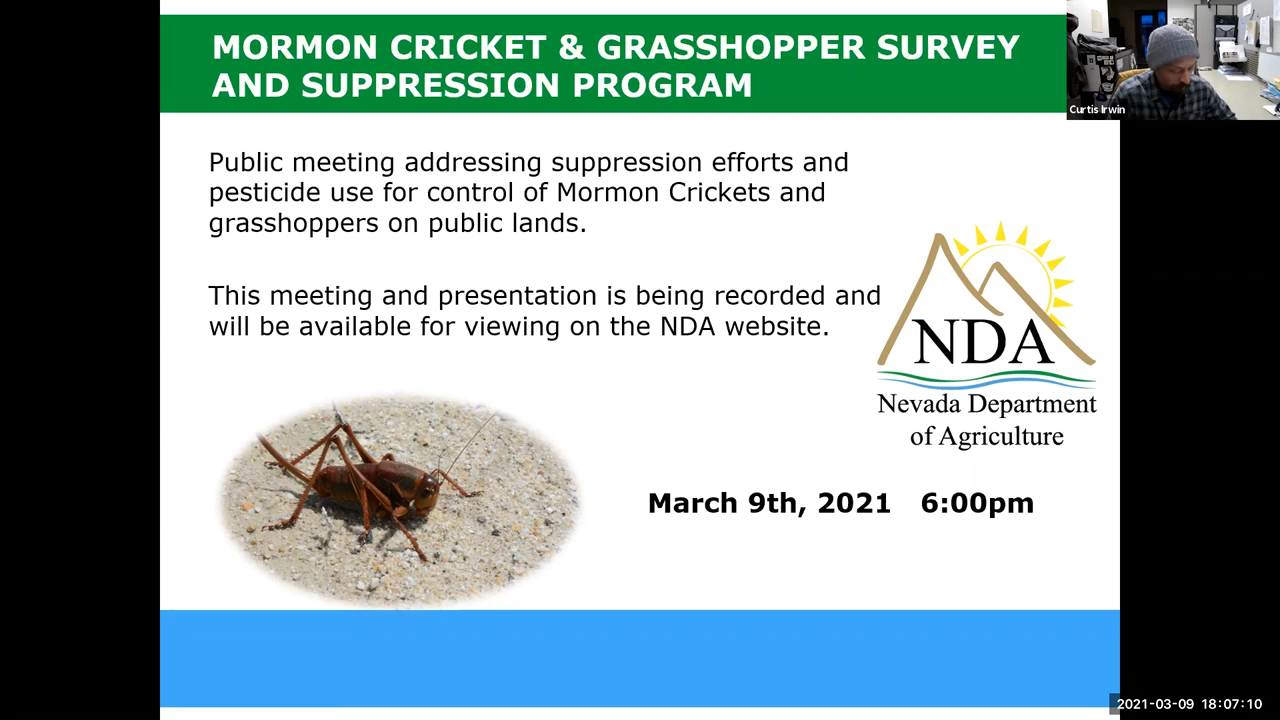 MORMON CRICKET & GRASSHOPPER SURVEY
AND SUPPRESSION PROGRAM
Curtis Irwin
Public meeting addressing suppression efforts and
pesticide use for control of Mormon Crickets and
grasshoppers on public lands.
This meeting and presentation is being recorded and
will be available for viewing on the NDA website.
NDA
Nevada Department
of Agriculture
March 9th, 2021 6:00pm
2021-03-09 18:07:10